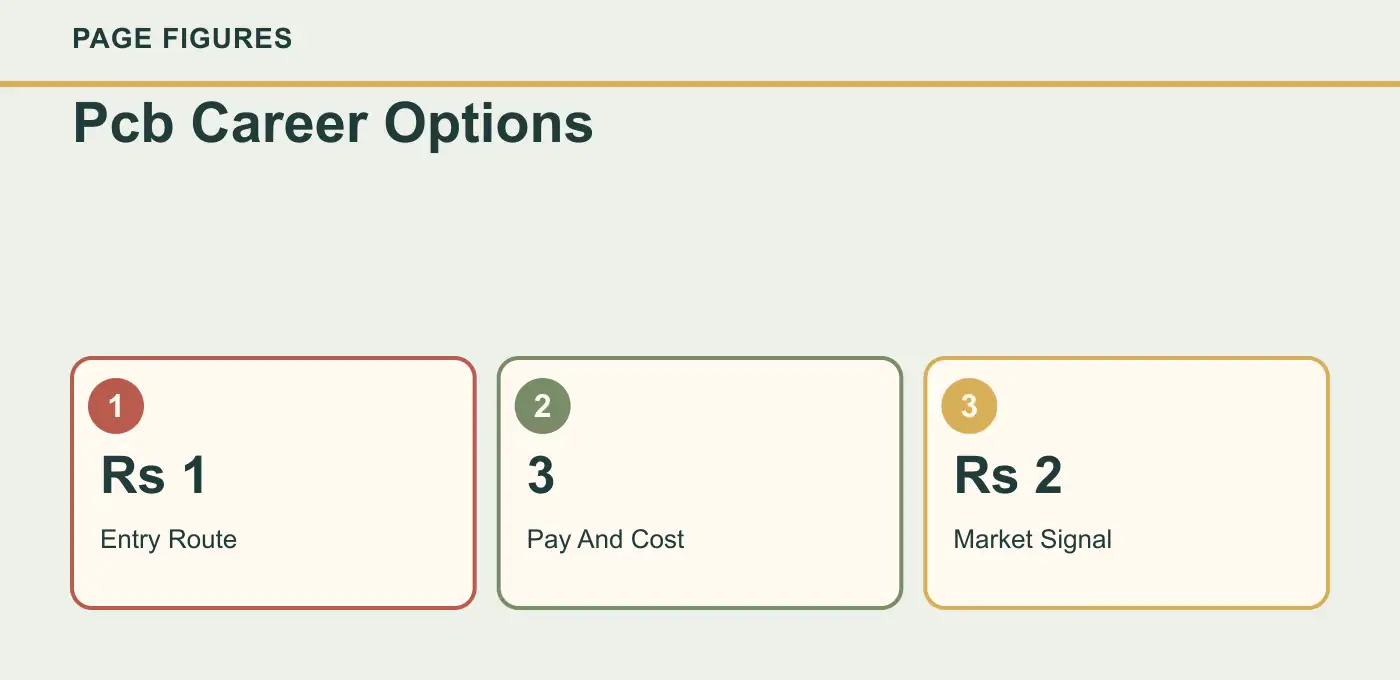 PAGE FIGURES
Pcb Career Options
1
Rs 1
Entry Route
2
3
Pay And Cost
3
Rs 2
Market Signal